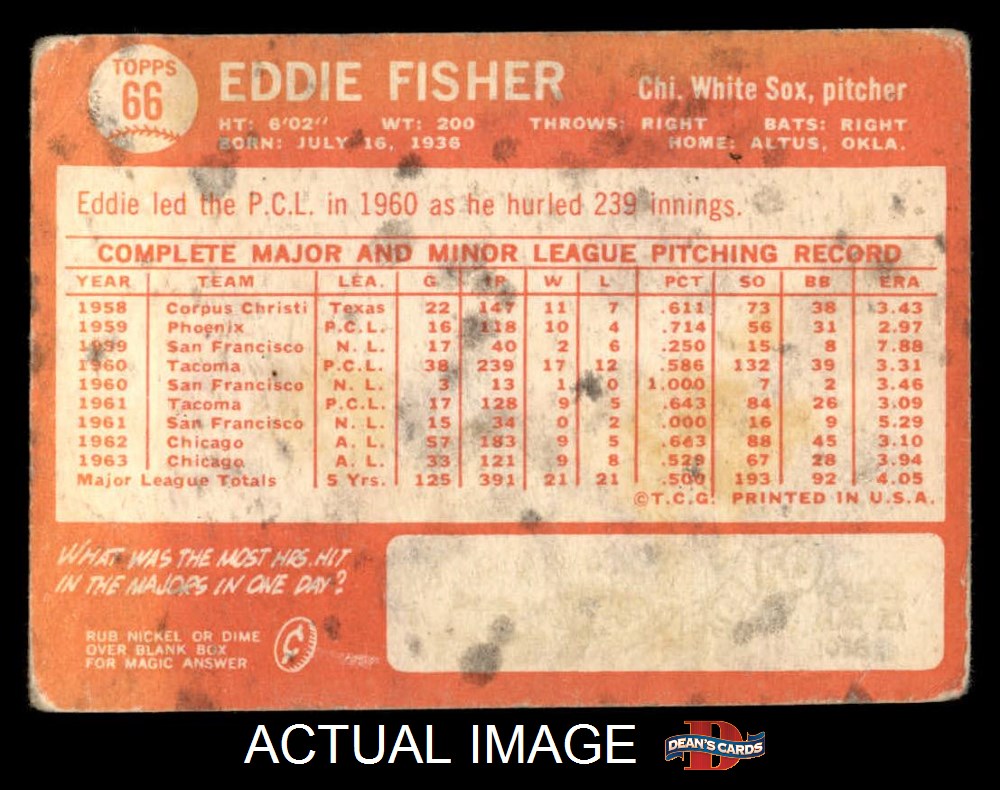 TOPPS
66
EDDIE FISHER
Chi. White Sox, pitcher
HT: 6'02" WT: 200 THROWS: RIGHT BATS: RIGHT
BORN: JULY 16, 1936 HOME: ALTUS, OKLA.
Eddie led the P.C.L. in 1960 as he hurled 239 innings.
COMPLETE MAJOR AND MINOR LEAGUE PITCHING RECORD
YEAR TEAM LEA. G IP W L PCT SO BB ERA
1958 Corpus Christi Texas 22 147 11 7 .611 73 38 3.43
1959 Phoenix P.C.L. 16 118 10 4 .714 56 31 2.97
1959 San Francisco N. L. 17 40 2 6 .250 15 8 7.88
1960 Tacoma P.C.L. 38 239 17 12 .586 132 39 3.31
1960 San Francisco N. L. 3 13 1 0 1.000 7 2 3.46
1961 Tacoma P.C.L. 17 128 9 5 .643 84 26 3.09
1961 San Francisco N. L. 15 34 0 2 .000 16 9 5.29
1962 Chicago A. L. 57 183 9 5 .643 88 45 3.10
1963 Chicago A. L. 33 121 9 8 .529 67 28 3.94
Major League Totals 5 Yrs. 125 391 21 21 .500 193 92 4.05
©T.C.G. PRINTED IN U.S.A.
WHAT WAS THE MOST HRS. HIT
IN THE MAJORS IN ONE DAY?
RUB NICKEL OR DIME
OVER BLANK BOX
FOR MAGIC ANSWER
ACTUAL IMAGE
D
DEAN'S CARDS